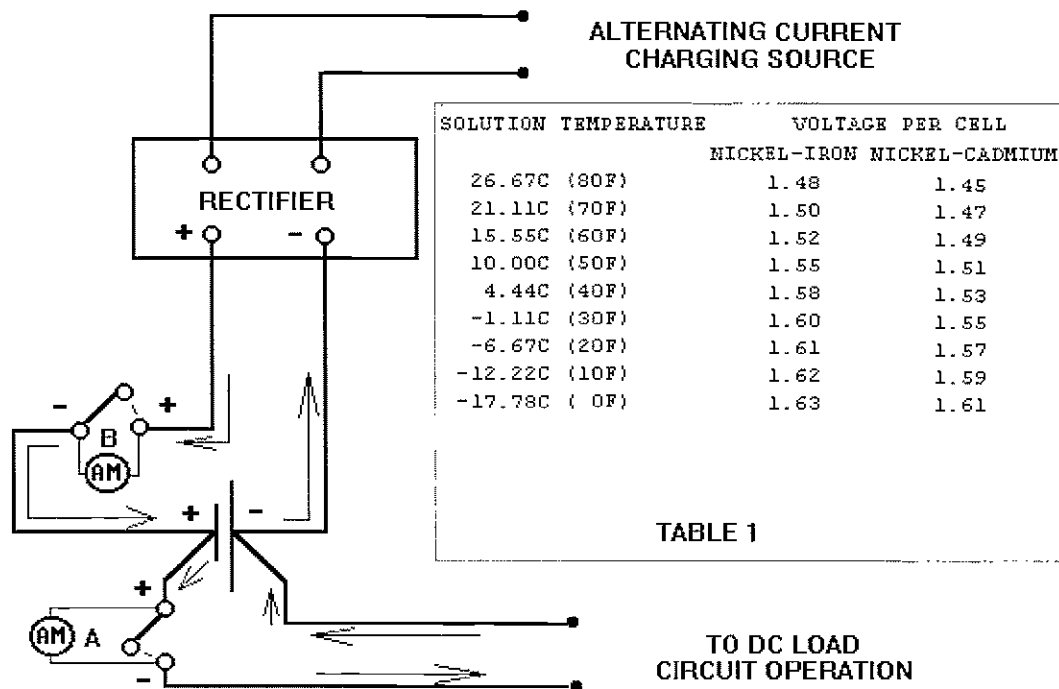 ALTERNATING CURRENT
CHARGING SOURCE
SOLUTION TEMPERATURE VOLTAGE PER CELL
NICKEL-IRON NICKEL-CADMIUM
26.67C (80F) 1.48 1.45
21.11C (70F) 1.50 1.47
15.55C (60F) 1.52 1.49
10.00C (50F) 1.55 1.51
4.44C (40F) 1.58 1.53
-1.11C (30F) 1.60 1.55
-6.67C (20F) 1.61 1.57
-12.22C (10F) 1.62 1.59
-17.78C ( 0F) 1.63 1.61
TABLE 1
RECTIFIER
+ -
- +
B
AM
+ -
+
AM A
-
TO DC LOAD
CIRCUIT OPERATION